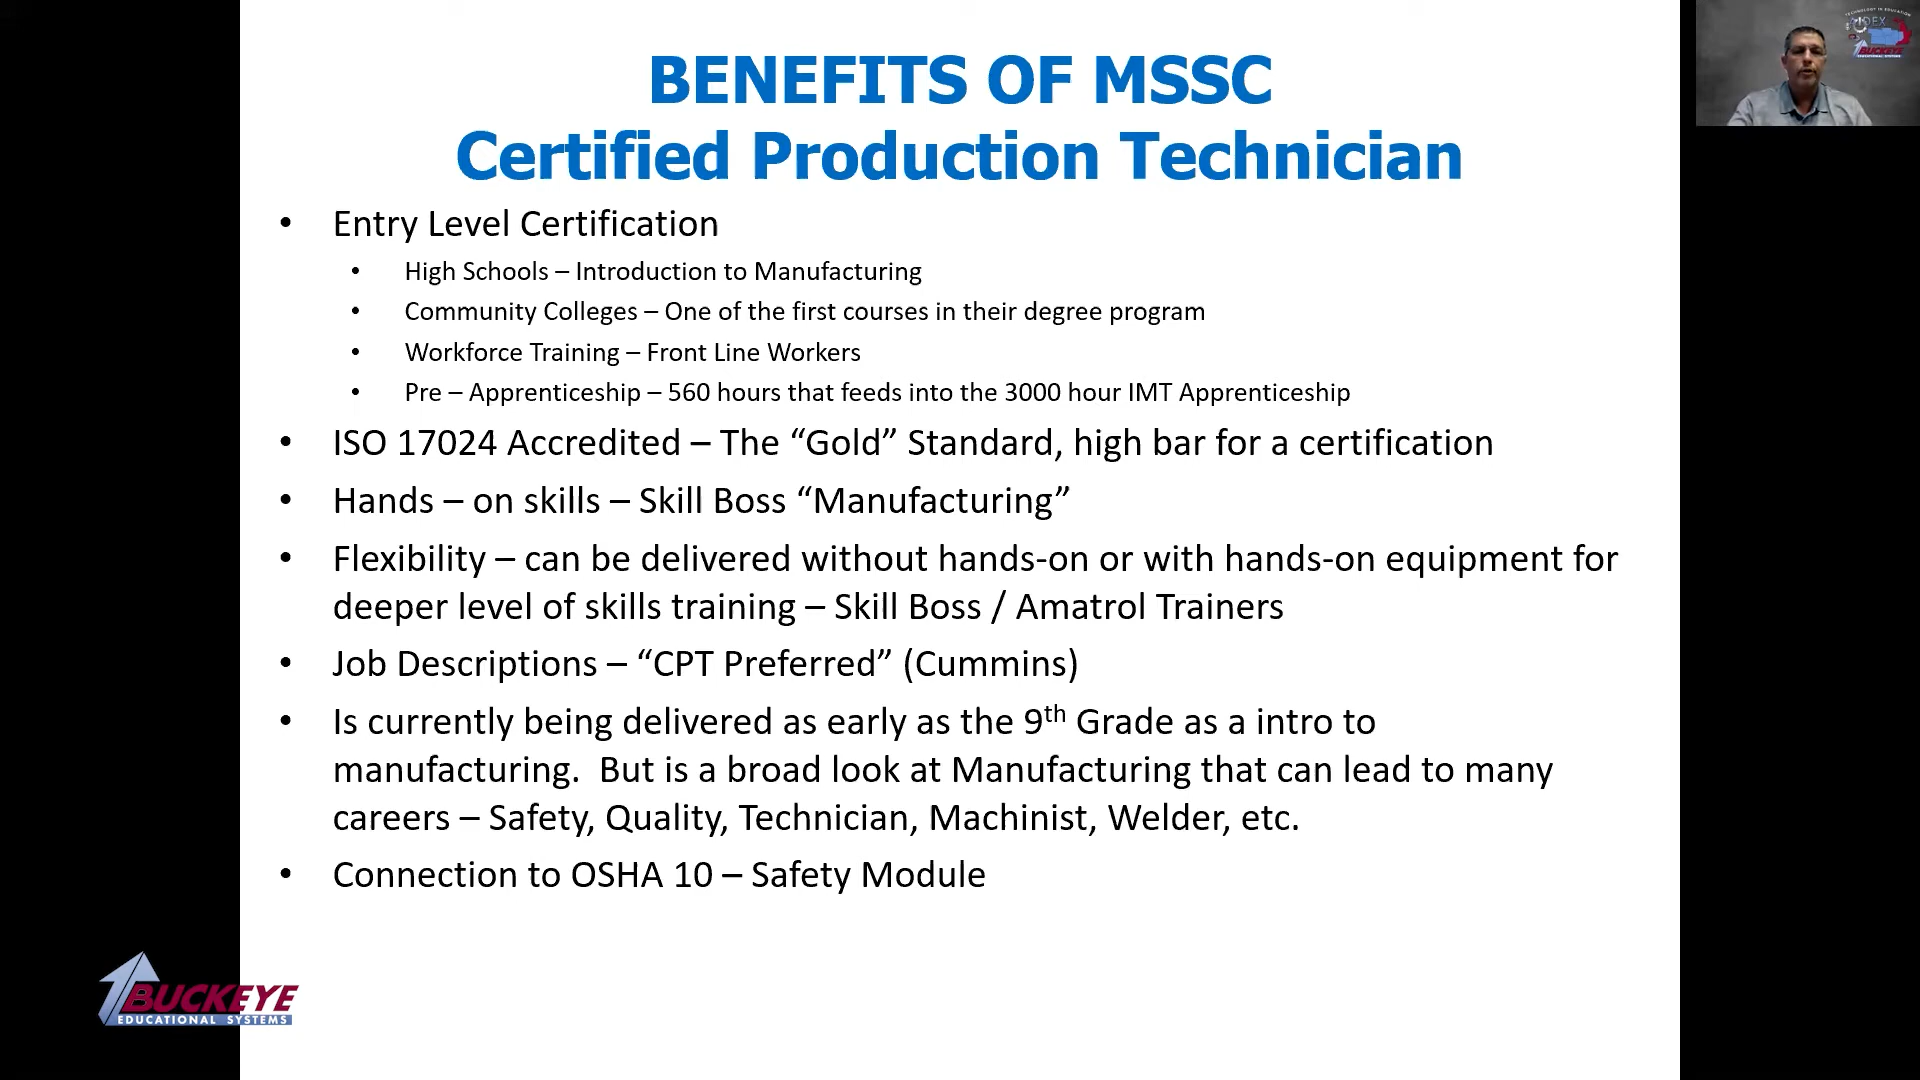 BENEFITS OF MSSC
Certified Production Technician
• Entry Level Certification
• High Schools – Introduction to Manufacturing
• Community Colleges – One of the first courses in their degree program
• Workforce Training – Front Line Workers
• Pre – Apprenticeship – 560 hours that feeds into the 3000 hour IMT Apprenticeship
• ISO 17024 Accredited – The “Gold” Standard, high bar for a certification
• Hands – on skills – Skill Boss “Manufacturing”
• Flexibility – can be delivered without hands-on or with hands-on equipment for
deeper level of skills training – Skill Boss / Amatrol Trainers
• Job Descriptions – “CPT Preferred” (Cummins)
• Is currently being delivered as early as the 9th Grade as a intro to
manufacturing.  But is a broad look at Manufacturing that can lead to many
careers – Safety, Quality, Technician, Machinist, Welder, etc.
• Connection to OSHA 10 – Safety Module
BUCKEYE
EDUCATIONAL SYSTEMS
TECHNOLOGY IN EDUCATION
BUCKEYE
EDUCATIONAL SYSTEMS